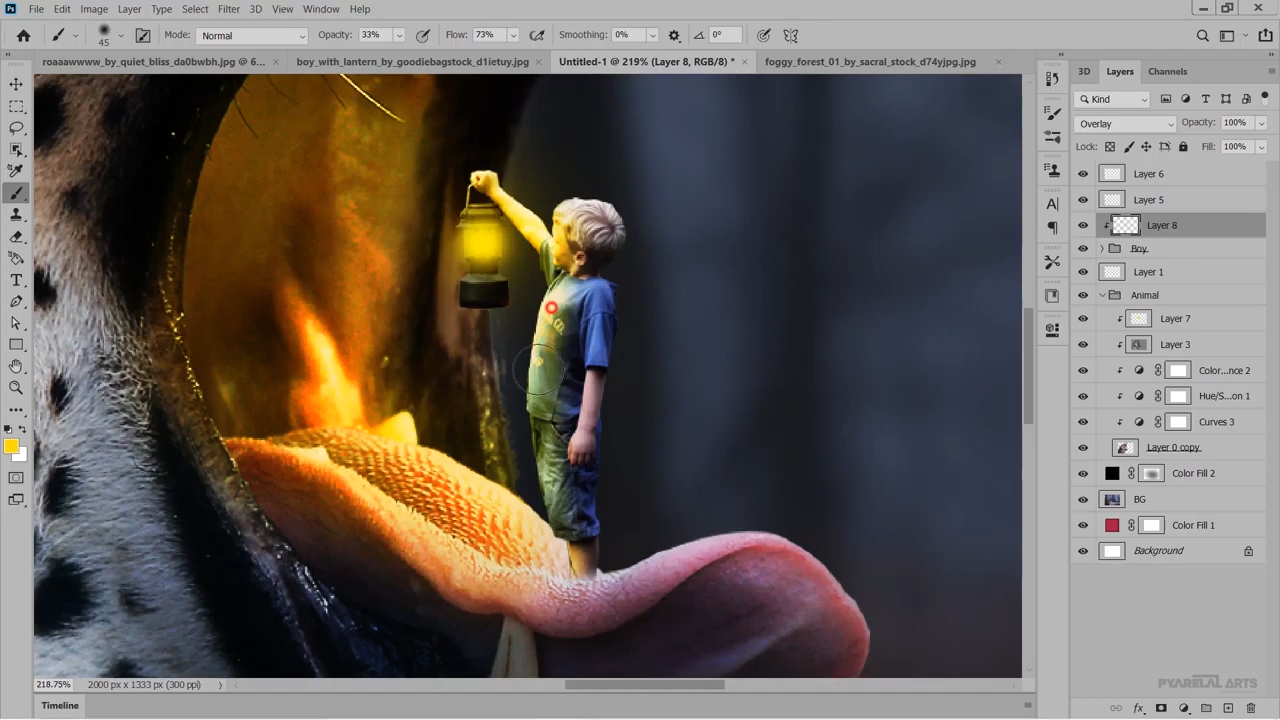 Ps File Edit Image Layer Type Select Filter 3D View Window Help
45 Mode: Normal Opacity: 33% Flow: 73% Smoothing: 0% 0°
roaaawwww_by_quiet_bliss_da0bwbh.jpg @ 6... × boy_with_lantern_by_goodiebagstock_d1ietuy.jpg × Untitled-1 @ 219% (Layer 8, RGB/8) * × foggy_forest_01_by_sacral_stock_d74yjpg.jpg ×
3D Layers Channels
Kind
Overlay Opacity: 100%
Lock: Fill: 100%
Layer 6
Layer 5
Layer 8
Boy
Layer 1
Animal
Layer 7
Layer 3
Color...nce 2
Hue/S...on 1
Curves 3
Layer 0 copy
Color Fill 2
BG
Color Fill 1
Background
PYARELAL ARTS
218.75% 2000 px x 1333 px (300 ppi)
Timeline
fx